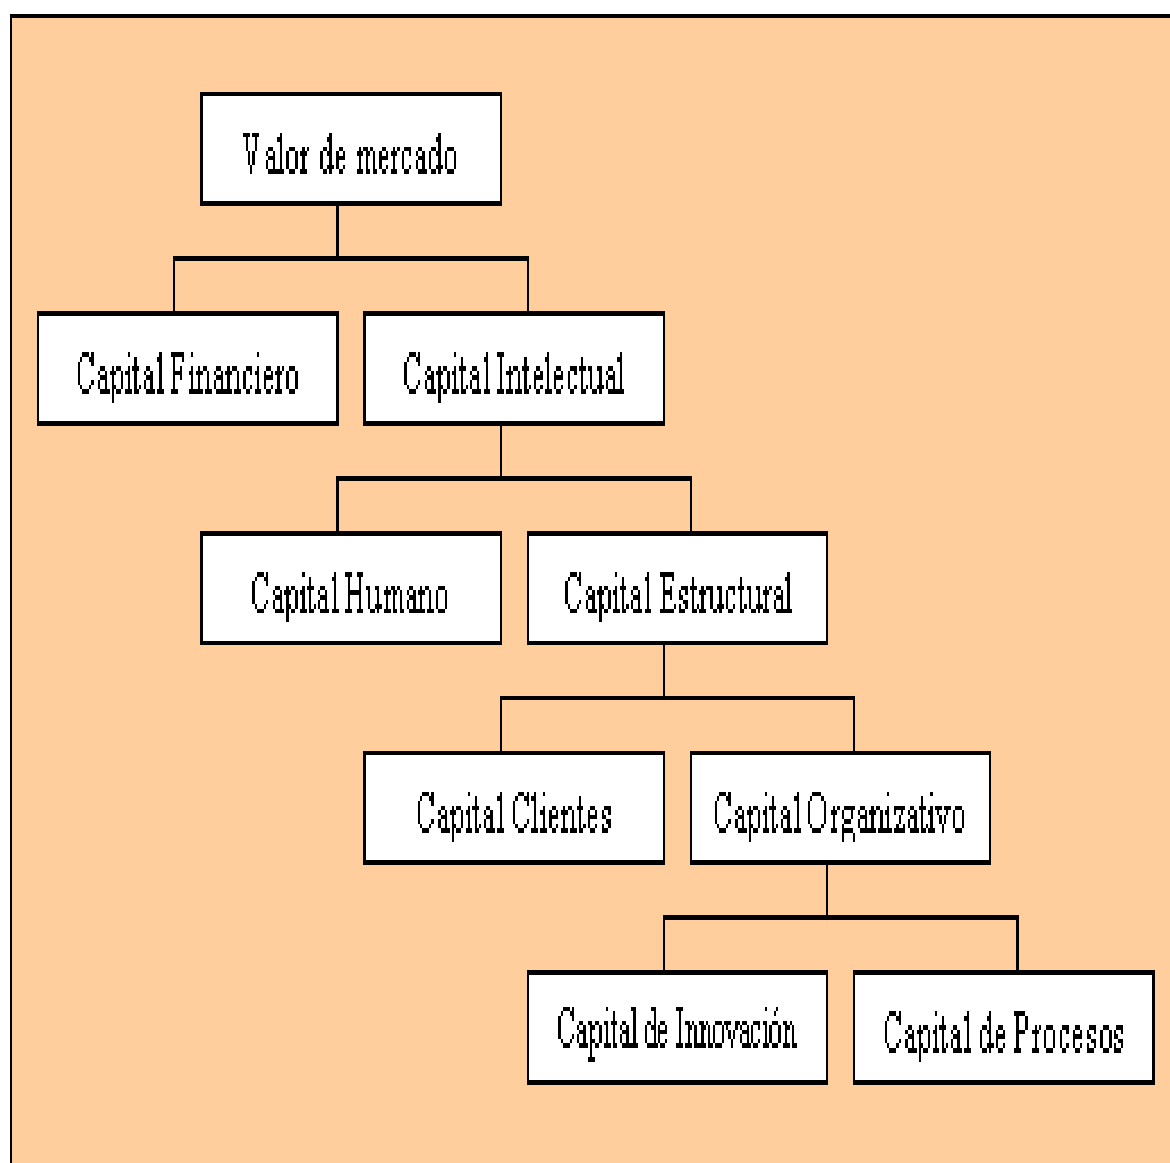 Valor de mercado
Capital Financiero
Capital Intelectual
Capital Humano
Capital Estructural
Capital Clientes
Capital Organizativo
Capital de Innovación
Capital de Procesos